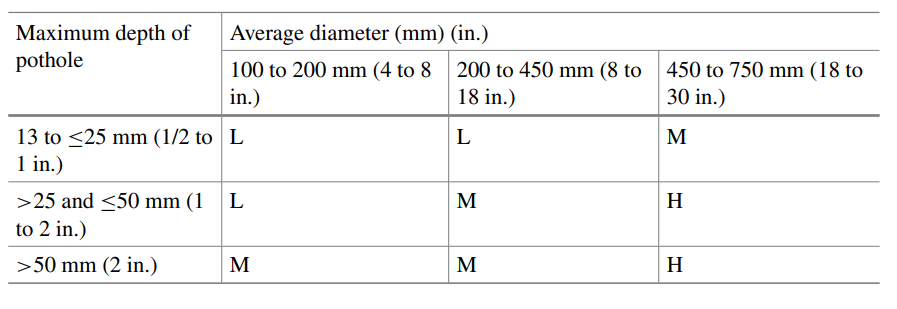 Maximum depth of
pothole
Average diameter (mm) (in.)
100 to 200 mm (4 to 8
in.)
200 to 450 mm (8 to
18 in.)
450 to 750 mm (18 to
30 in.)
13 to ≤25 mm (1/2 to
1 in.)
L
L
M
>25 and ≤50 mm (1
to 2 in.)
L
M
H
>50 mm (2 in.)
M
M
H